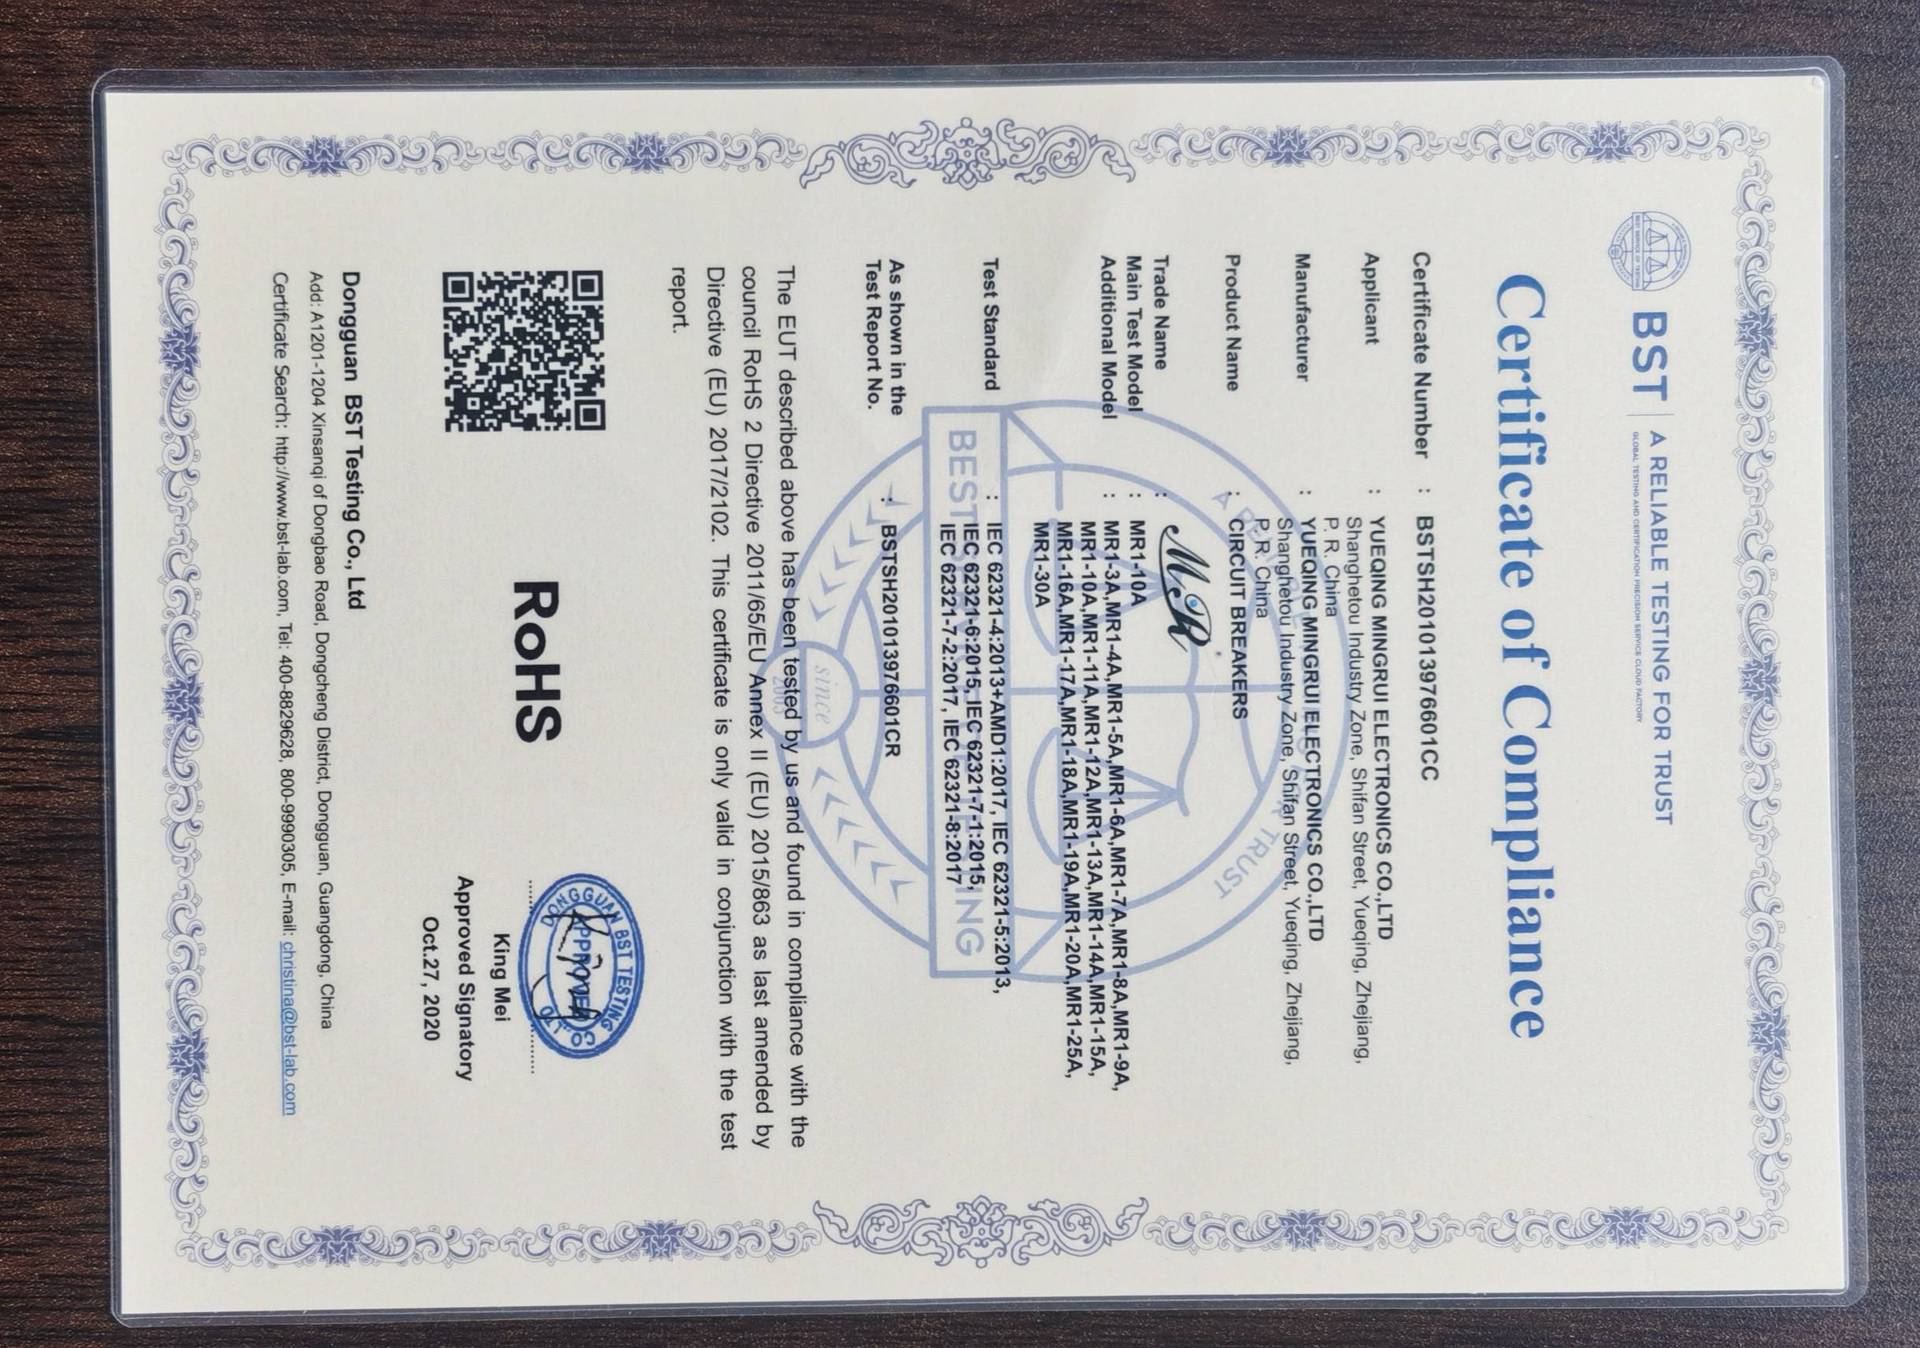 BST
A RELIABLE TESTING FOR TRUST
GLOBAL TESTING AND CERTIFICATION PRECISION SERVICE CLOUD FACTORY
Certificate of Compliance
Certificate Number : BSTSH201013976601CC
Applicant : YUEQING MINGRUI ELECTRONICS CO.,LTD
Shanghetou Industry Zone, Shifan Street, Yueqing, Zhejiang,
P. R. China
Manufacturer : YUEQING MINGRUI ELECTRONICS CO.,LTD
Shanghetou Industry Zone, Shifan Street, Yueqing, Zhejiang,
P. R. China
Product Name : CIRCUIT BREAKERS
Trade Name : MR
Main Test Model : MR1-10A
Additional Model : MR1-3A,MR1-4A,MR1-5A,MR1-6A,MR1-7A,MR1-8A,MR1-9A,
MR1-10A,MR1-11A,MR1-12A,MR1-13A,MR1-14A,MR1-15A,
MR1-16A,MR1-17A,MR1-18A,MR1-19A,MR1-20A,MR1-25A,
MR1-30A
Test Standard : IEC 62321-4:2013+AMD1:2017, IEC 62321-5:2013,
IEC 62321-6:2015, IEC 62321-7-1:2015,
IEC 62321-7-2:2017, IEC 62321-8:2017
As shown in the
Test Report No. : BSTSH201013976601CR
since
2003
The EUT described above has been tested by us and found in compliance with the
council RoHS 2 Directive 2011/65/EU Annex II (EU) 2015/863 as last amended by
Directive (EU) 2017/2102. This certificate is only valid in conjunction with the test
report.
RoHS
DONGGUAN BST TESTING CO., LTD
APPROVED
King Mei
Approved Signatory
Oct.27, 2020
Dongguan BST Testing Co., Ltd
Add: A1201-1204 Xinsanqi of Dongbao Road, Dongcheng District, Dongguan, Guangdong, China
Certificate Search: http://www.bst-lab.com, Tel: 400-8829628, 800-9990305, E-mail: christina@bst-lab.com